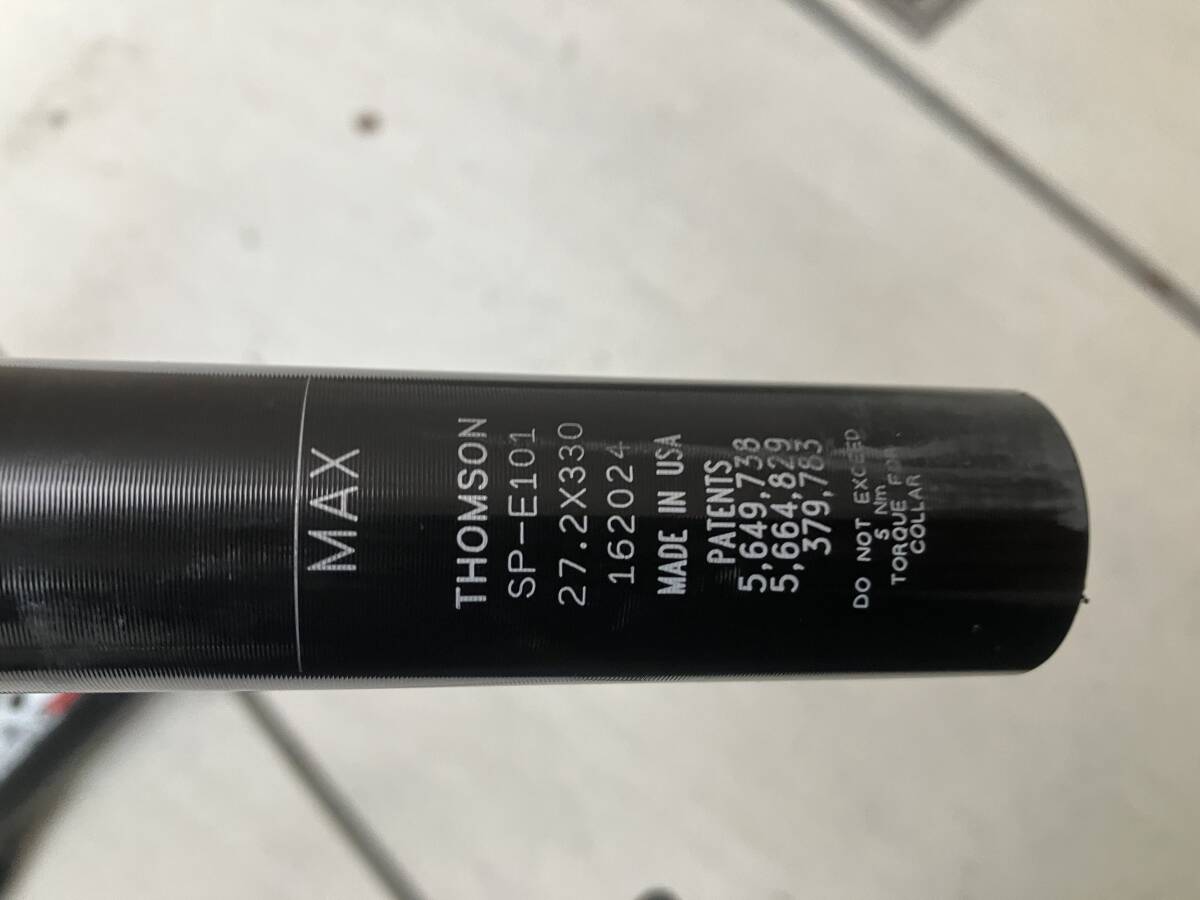 MAX
THOMSON
SP-E101
27.2X330
162024
MADE IN USA
PATENTS
5,649,738
5,664,829
379,783
DO NOT EXCEED
5 Nm
TORQUE FOR
COLLAR